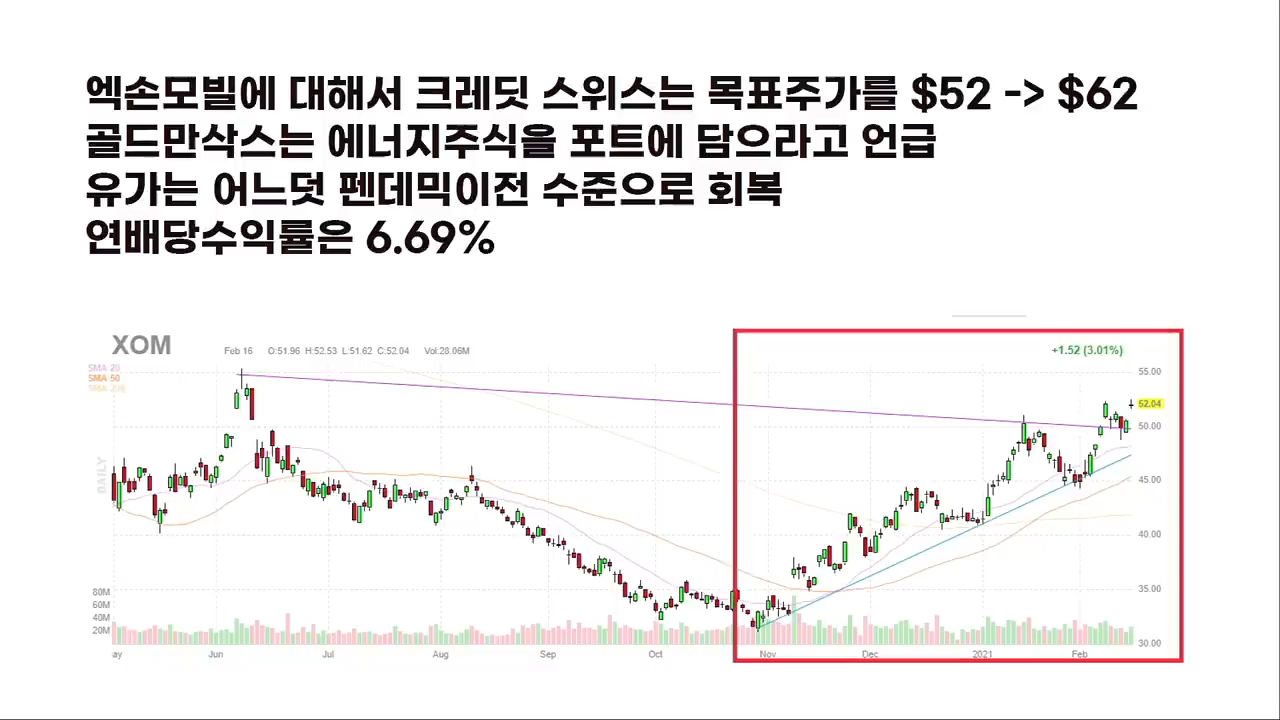 엑손모빌에 대해서 크레딧 스위스는 목표주가를 $52 -> $62
골드만삭스는 에너지주식을 포트에 담으라고 언급
유가는 어느덧 펜데믹이전 수준으로 회복
연배당수익률은 6.69%
XOM
Feb 16 O:51.96 H:52.53 L:51.62 C:52.04 Vol:28.06M
+1.52 (3.01%)
SMA 20
SMA 50
SMA 200
DAILY
55.00
52.04
50.00
45.00
40.00
35.00
30.00
80M
60M
40M
20M
ay Jun Jul Aug Sep Oct Nov Dec 2021 Feb